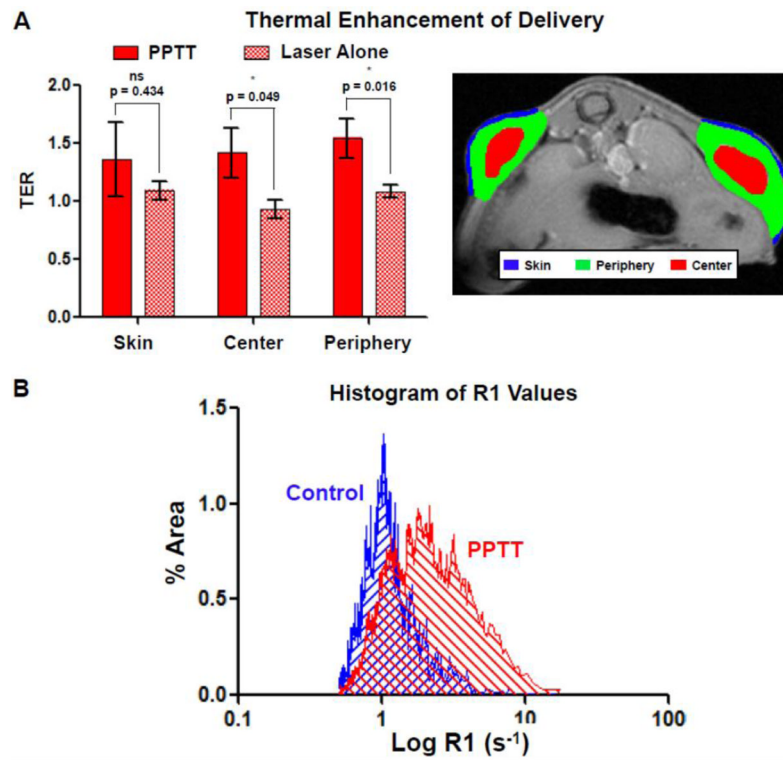 A
Thermal Enhancement of Delivery
PPTT
Laser Alone
2.0
1.5
1.0
0.5
0.0
TER
ns
p = 0.434
*
p = 0.049
*
p = 0.016
Skin
Center
Periphery
Skin
Periphery
Center
B
Histogram of R1 Values
1.5
1.0
0.5
0.0
% Area
Control
PPTT
0.1
1
10
100
Log R1 (s⁻¹)